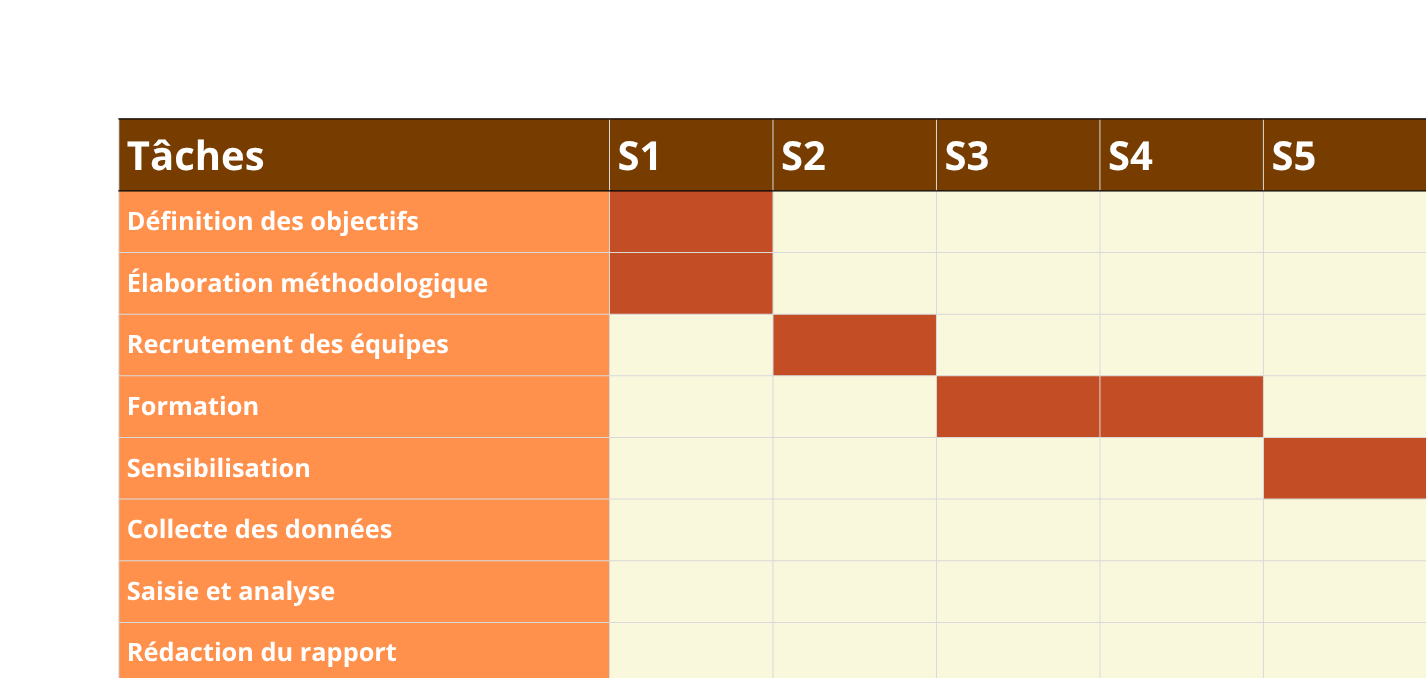 Tâches S1 S2 S3 S4 S5
Définition des objectifs
Élaboration méthodologique
Recrutement des équipes
Formation
Sensibilisation
Collecte des données
Saisie et analyse
Rédaction du rapport